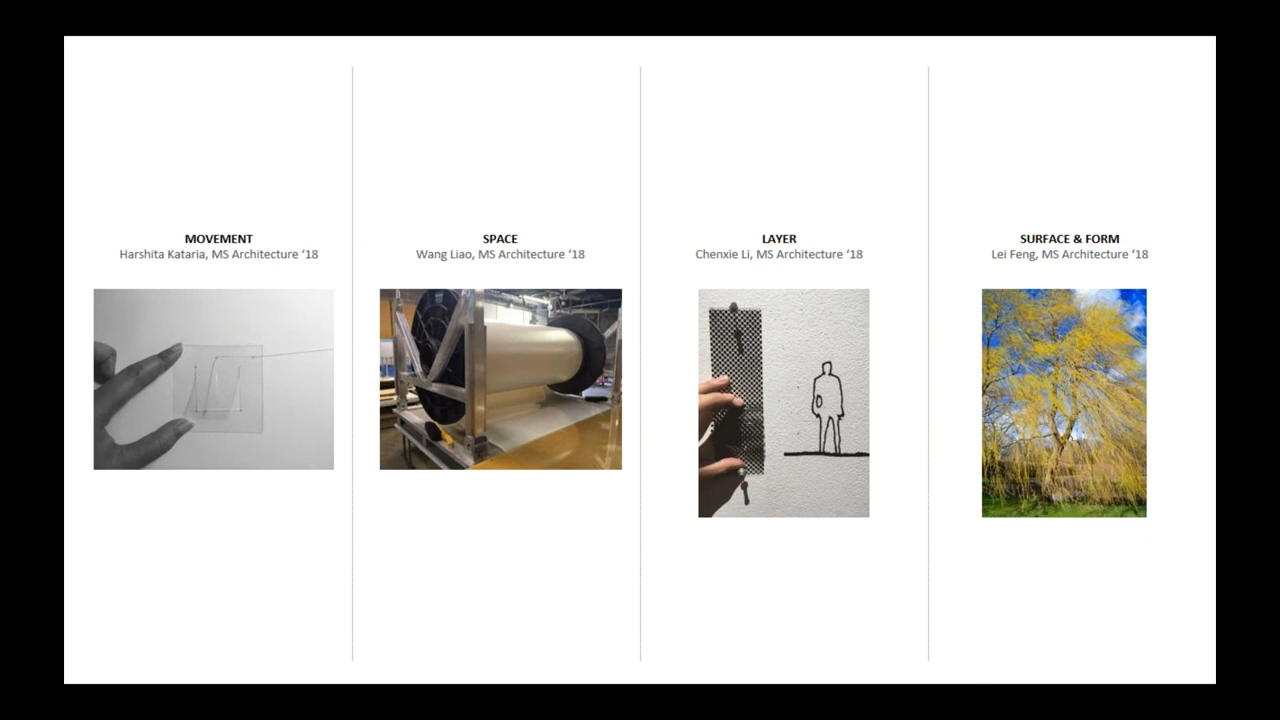 MOVEMENT
Harshita Kataria, MS Architecture ‘18
SPACE
Wang Liao, MS Architecture ‘18
LAYER
Chenxie Li, MS Architecture ‘18
SURFACE & FORM
Lei Feng, MS Architecture ‘18